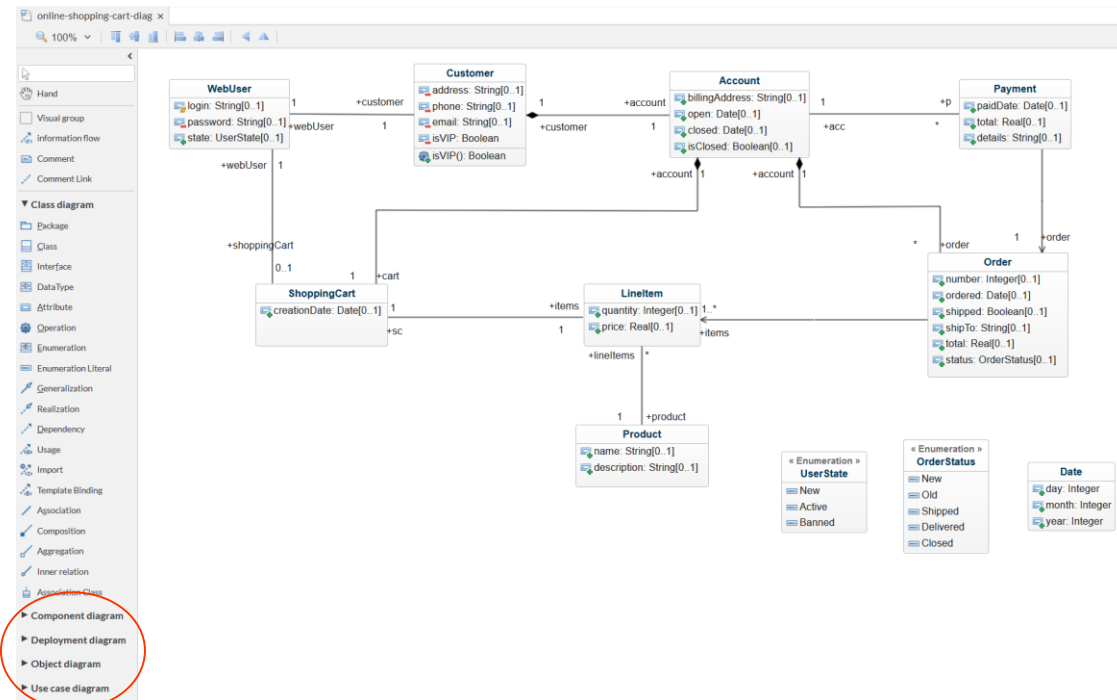 online-shopping-cart-diag ×
100%
Hand
Visual group
information flow
Comment
Comment Link
Class diagram
Package
Class
Interface
DataType
Attribute
Operation
Enumeration
Enumeration Literal
Generalization
Realization
Dependency
Usage
Import
Template Binding
Association
Composition
Aggregation
Inner relation
Association Class
Component diagram
Deployment diagram
Object diagram
Use case diagram
WebUser
login: String[0..1]
password: String[0..1]
state: UserState[0..1]
1
+customer
+webUser
1
+webUser
1
Customer
address: String[0..1]
phone: String[0..1]
email: String[0..1]
isVIP: Boolean
isVIP(): Boolean
1
+account
+customer
1
Account
billingAddress: String[0..1]
open: Date[0..1]
closed: Date[0..1]
isClosed: Boolean[0..1]
1
+p
+acc
*
Payment
paidDate: Date[0..1]
total: Real[0..1]
details: String[0..1]
+account
1
+account
1
+shoppingCart
0..1
1
+cart
*
+order
1
+order
ShoppingCart
creationDate: Date[0..1]
1
+items
+sc
1
LineItem
quantity: Integer[0..1]
price: Real[0..1]
1..*
+items
+lineItems
*
Order
number: Integer[0..1]
ordered: Date[0..1]
shipped: Boolean[0..1]
shipTo: String[0..1]
total: Real[0..1]
status: OrderStatus[0..1]
1
+product
Product
name: String[0..1]
description: String[0..1]
« Enumeration »
UserState
New
Active
Banned
« Enumeration »
OrderStatus
New
Old
Shipped
Delivered
Closed
Date
day: Integer
month: Integer
year: Integer